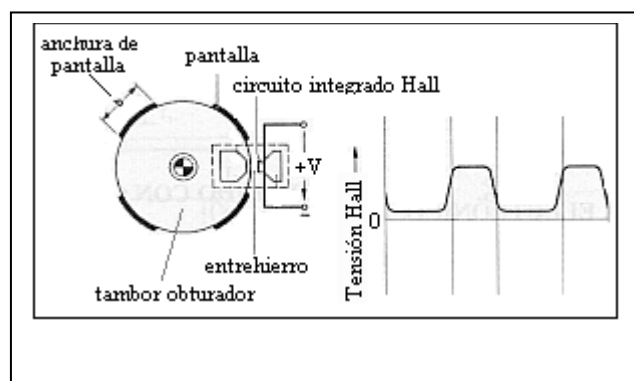 anchura de
pantalla
b
pantalla
circuito integrado Hall
+V
entrehierro
tambor obturador
Tensión Hall
0